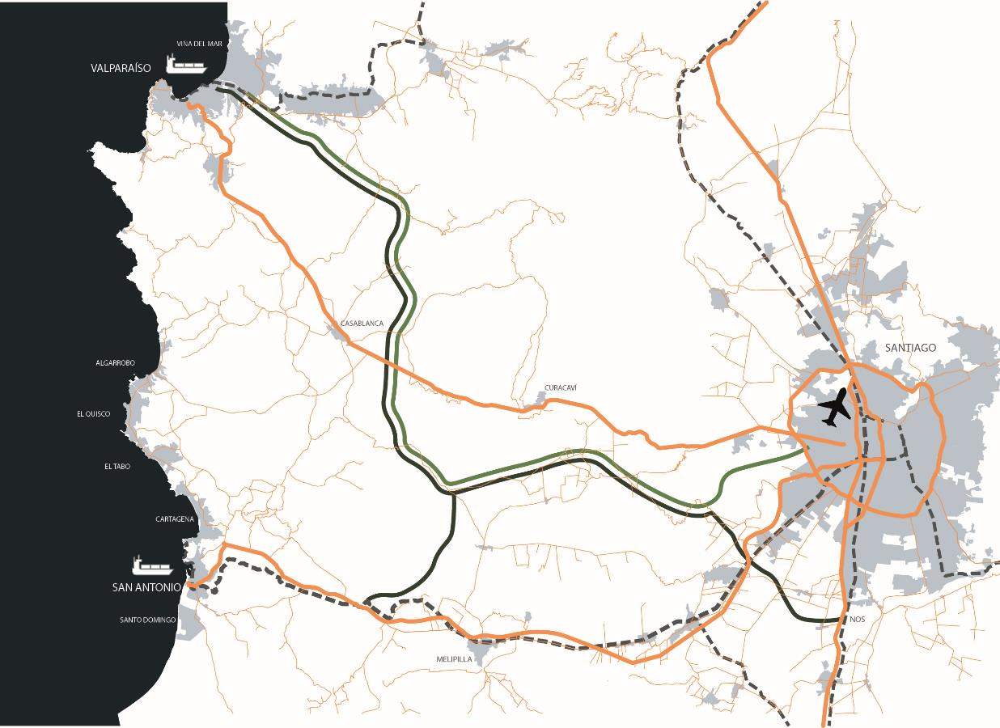 VIÑA DEL MAR
VALPARAÍSO
CASABLANCA
SANTIAGO
ALGARROBO
CURACAVÍ
EL QUISCO
EL TABO
CARTAGENA
SAN ANTONIO
SANTO DOMINGO
NOS
MELIPILLA